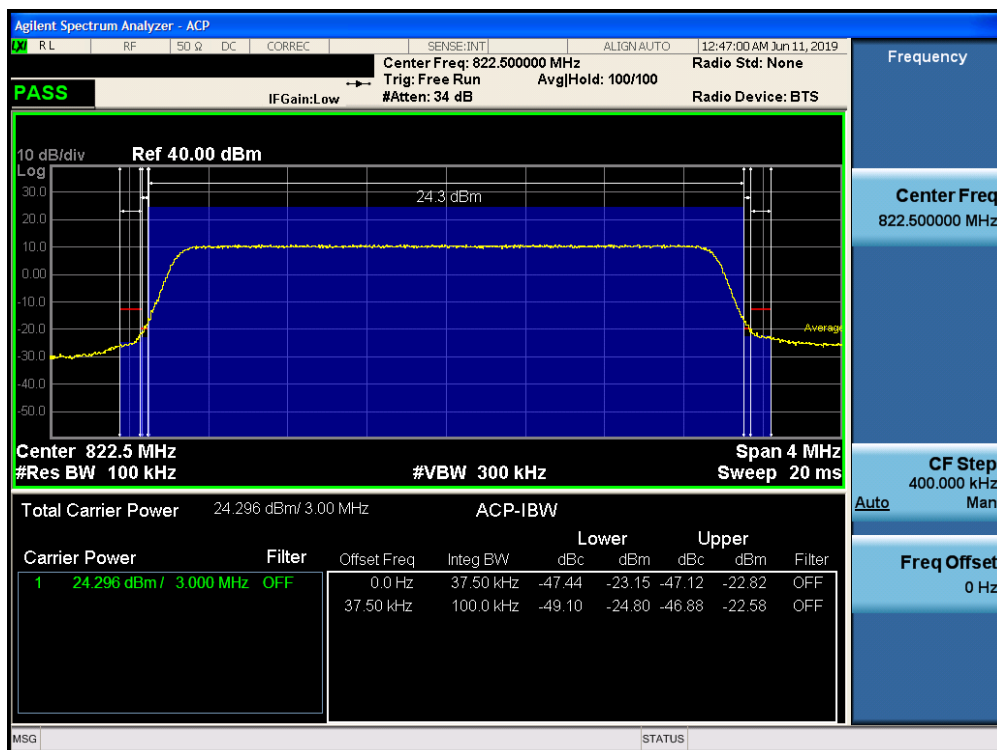 Agilent Spectrum Analyzer - ACP
LXI RL RF 50 Ω DC CORREC SENSE:INT ALIGN AUTO 12:47:00 AM Jun 11, 2019
Center Freq: 822.500000 MHz Radio Std: None
Trig: Free Run Avg|Hold: 100/100
PASS IFGain:Low #Atten: 34 dB Radio Device: BTS
10 dB/div Ref 40.00 dBm
Log
24.3 dBm
30.0
20.0
10.0
0.00
-10.0
-20.0
Average
-30.0
-40.0
-50.0
Center 822.5 MHz Span 4 MHz
#Res BW 100 kHz #VBW 300 kHz Sweep 20 ms
Total Carrier Power 24.296 dBm/ 3.00 MHz ACP-IBW
Lower Upper
Carrier Power Filter Offset Freq Integ BW dBc dBm dBc dBm Filter
1 24.296 dBm / 3.000 MHz OFF 0.0 Hz 37.50 kHz -47.44 -23.15 -47.12 -22.82 OFF
37.50 kHz 100.0 kHz -49.10 -24.80 -46.88 -22.58 OFF
MSG STATUS
Frequency
Center Freq
822.500000 MHz
CF Step
400.000 kHz
Auto Man
Freq Offset
0 Hz